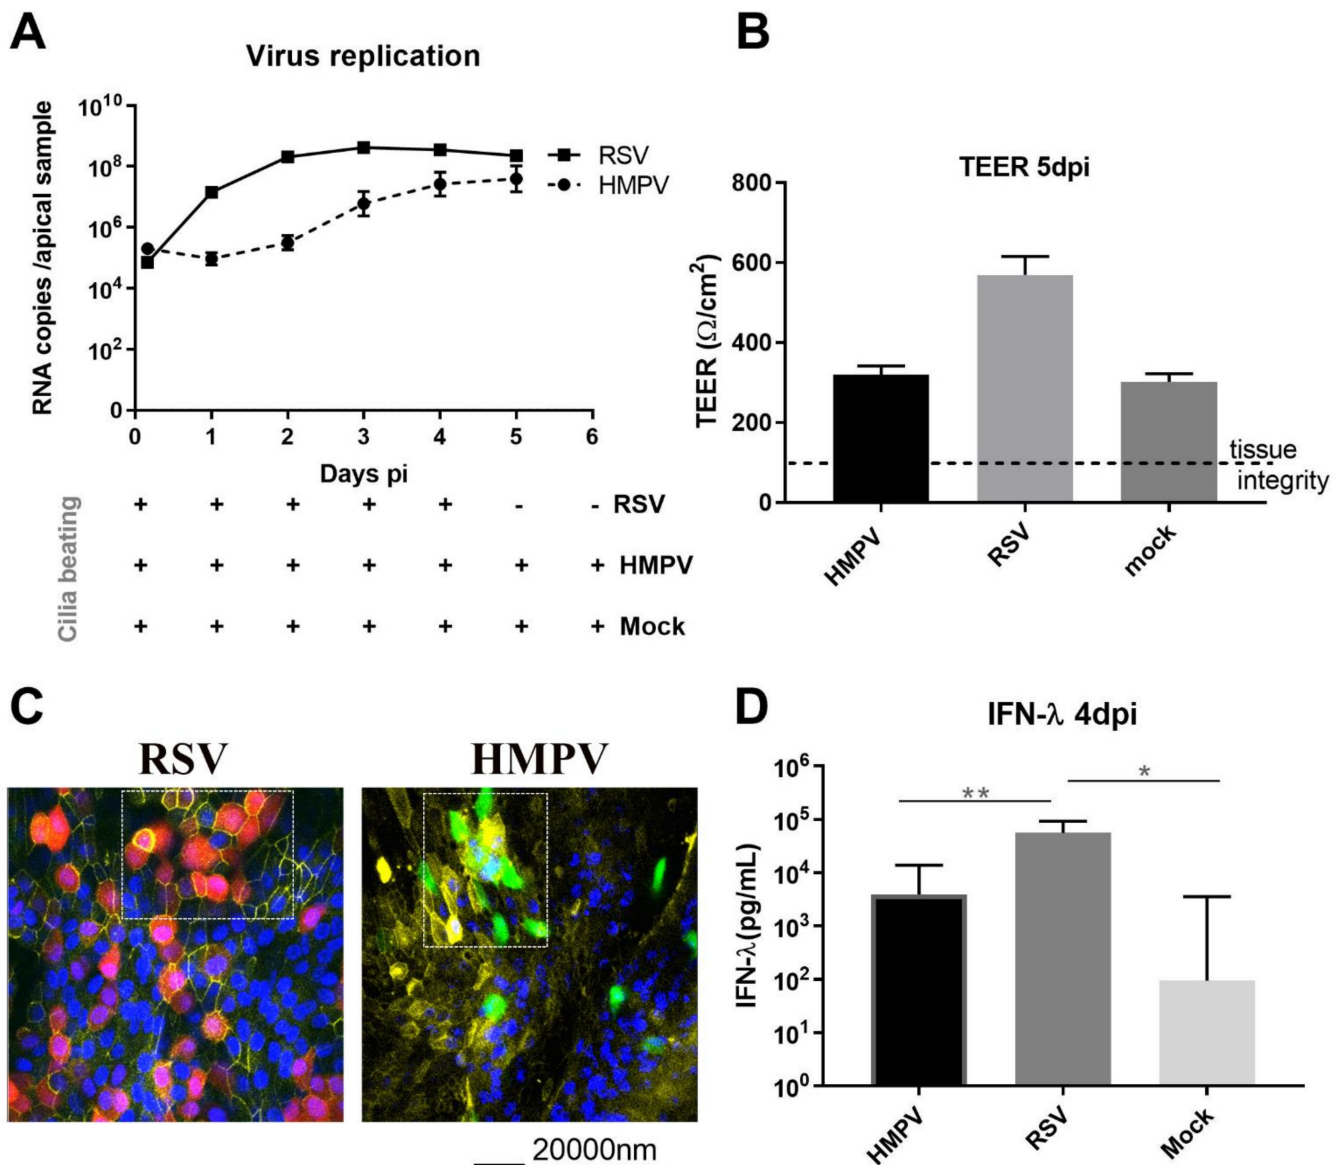 A
Virus replication
RNA copies /apical sample
10^10
10^8
10^6
10^4
10^2
0
0 1 2 3 4 5 6
Days pi
RSV
HMPV
Cilia beating
+ + + + + - - RSV
+ + + + + + + HMPV
+ + + + + + + Mock
B
TEER 5dpi
TEER (Ω/cm²)
800
600
400
200
0
tissue
integrity
HMPV RSV mock
C
RSV HMPV
20000nm
D
IFN-λ 4dpi
IFN-λ(pg/mL)
10^6
10^5
10^4
10^3
10^2
10^1
10^0
** *
HMPV RSV Mock